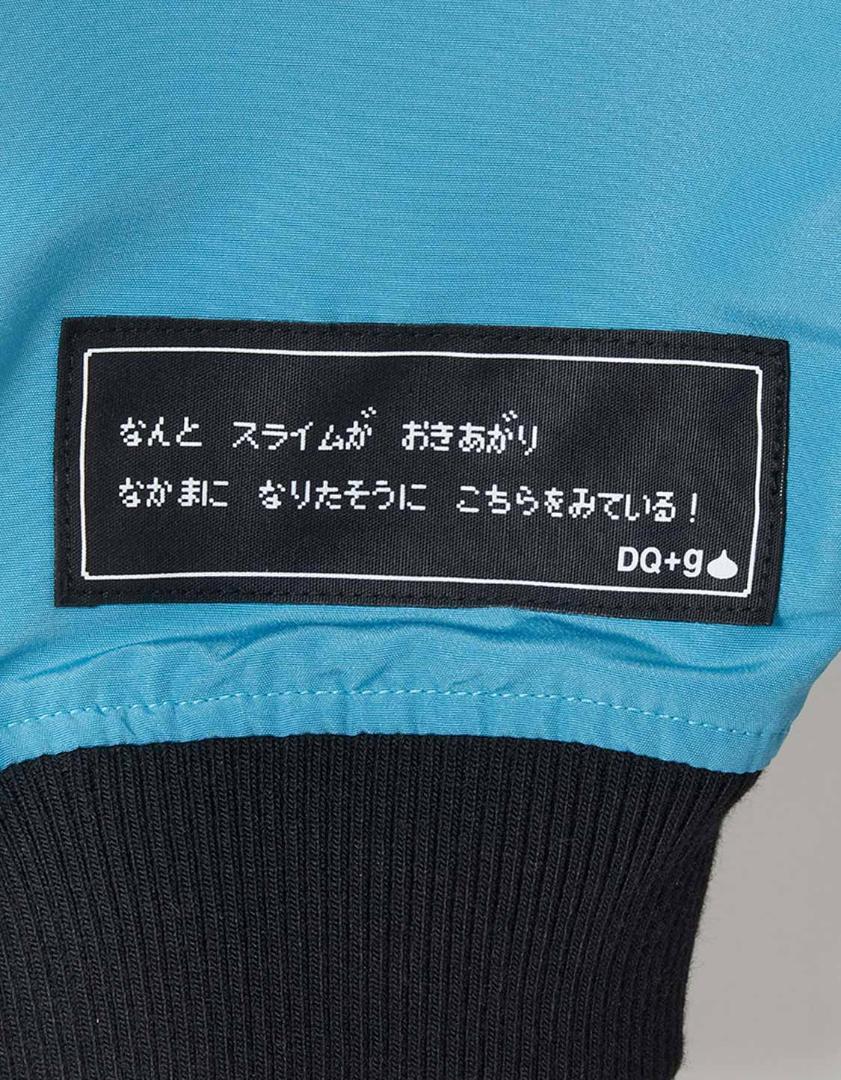 なんと スライムが おきあがり
なかまに なりたそうに こちらをみている！
DQ+g